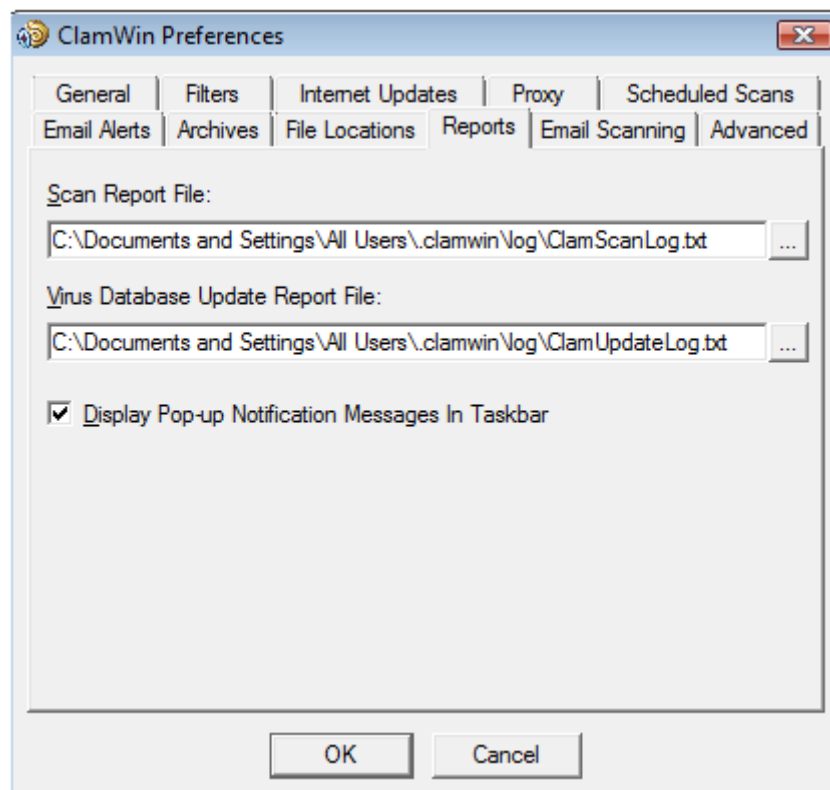 ClamWin Preferences
General Filters Internet Updates Proxy Scheduled Scans
Email Alerts Archives File Locations Reports Email Scanning Advanced
Scan Report File:
C:\Documents and Settings\All Users\.clamwin\log\ClamScanLog.txt ...
Virus Database Update Report File:
C:\Documents and Settings\All Users\.clamwin\log\ClamUpdateLog.txt ...
Display Pop-up Notification Messages In Taskbar
OK Cancel